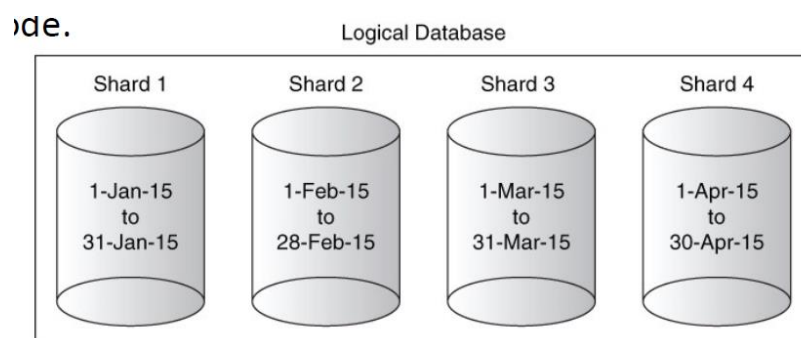 ode.
Logical Database
Shard 1
Shard 2
Shard 3
Shard 4
1-Jan-15
to
31-Jan-15
1-Feb-15
to
28-Feb-15
1-Mar-15
to
31-Mar-15
1-Apr-15
to
30-Apr-15